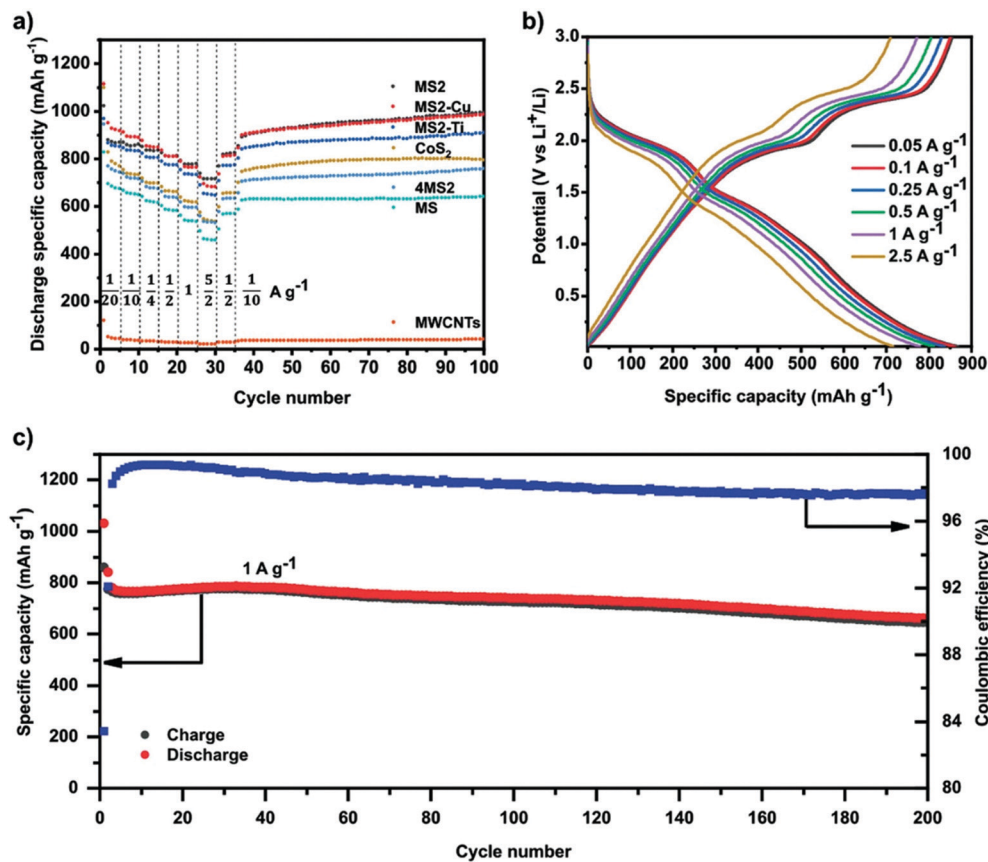 a)
Discharge specific capacity (mAh g⁻¹)
1200
1000
800
600
400
200
0
MS2
MS2-Cu
MS2-Ti
CoS₂
4MS2
MS
1/20 1/10 1/4 1/2 1 5/2 1/2 1/10 A g⁻¹
MWCNTs
0 10 20 30 40 50 60 70 80 90 100
Cycle number
b)
Potential (V vs Li⁺/Li)
3.0
2.5
2.0
1.5
1.0
0.5
0.05 A g⁻¹
0.1 A g⁻¹
0.25 A g⁻¹
0.5 A g⁻¹
1 A g⁻¹
2.5 A g⁻¹
0 100 200 300 400 500 600 700 800 900
Specific capacity (mAh g⁻¹)
c)
Specific capacity (mAh g⁻¹)
1200
1000
800
600
400
200
0
1 A g⁻¹
Charge
Discharge
100
96
92
88
84
80
Coulombic efficiency (%)
0 20 40 60 80 100 120 140 160 180 200
Cycle number